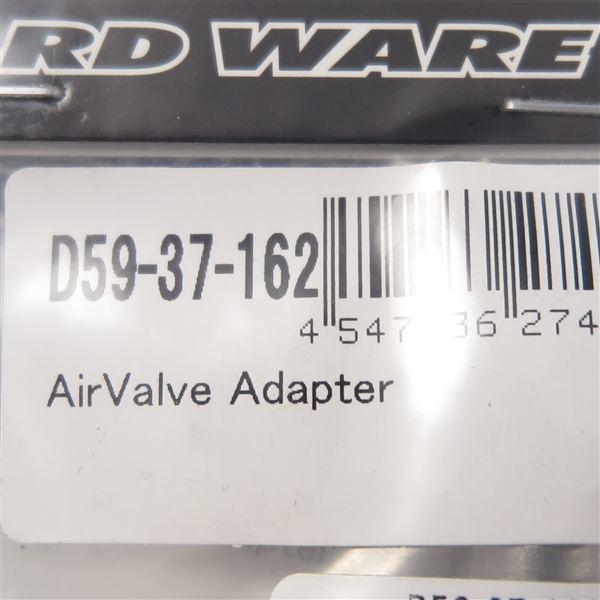 RD WARE
D59-37-162
4 547 36 274
AirValve Adapter